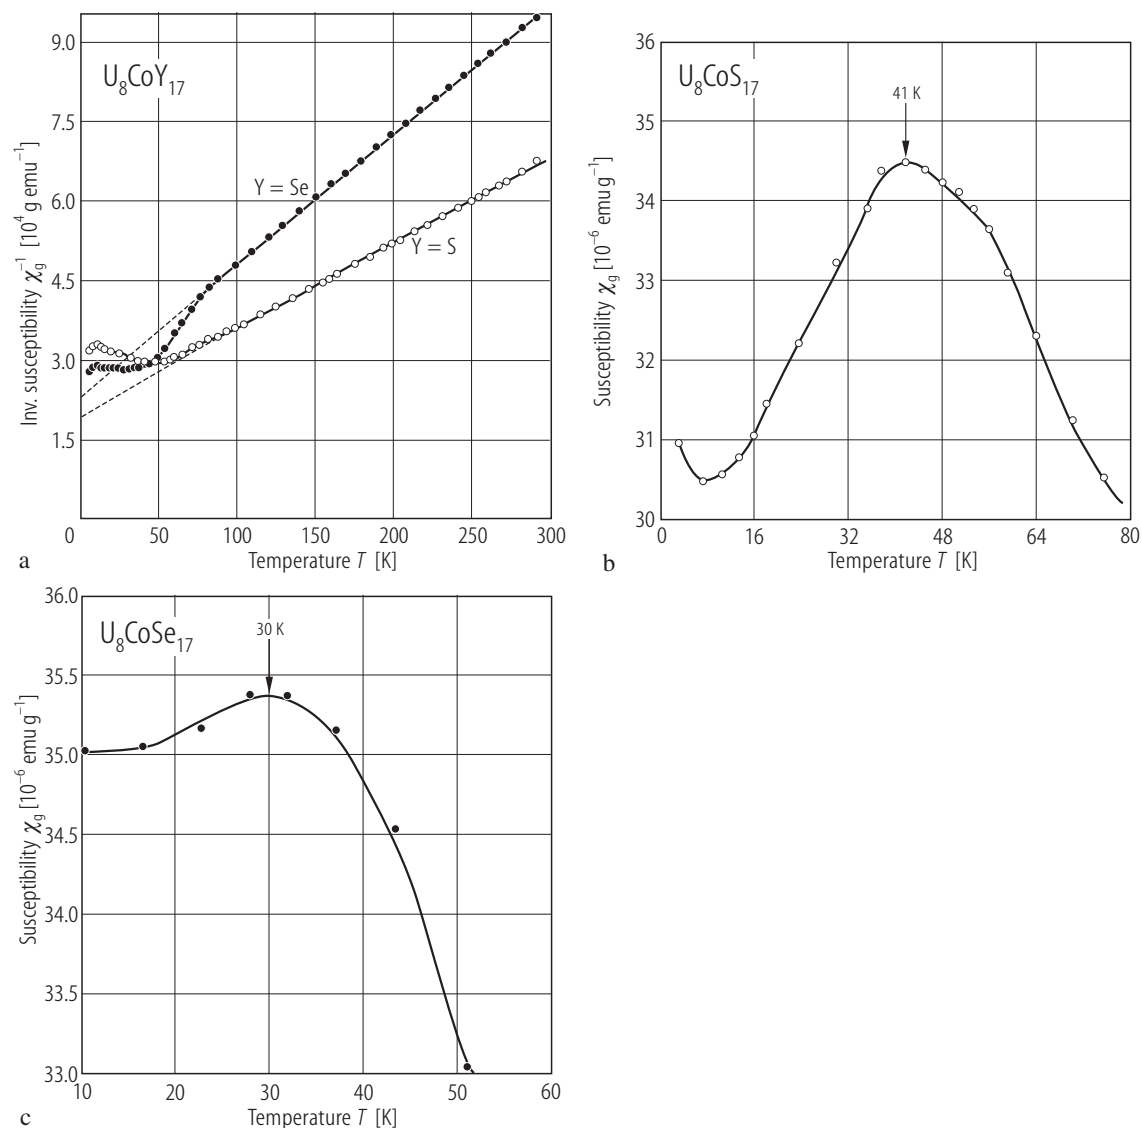 U₈CoY₁₇
Inv. susceptibility χg⁻¹ [10⁴ g emu⁻¹]
9.0
7.5
6.0
4.5
3.0
1.5
0
Y = Se
Y = S
50
100
150
200
250
300
Temperature T [K]
a
U₈CoS₁₇
41 K
Susceptibility χg [10⁻⁶ emu g⁻¹]
36
35
34
33
32
31
30
0
16
32
48
64
80
Temperature T [K]
b
U₈CoSe₁₇
30 K
Susceptibility χg [10⁻⁶ emu g⁻¹]
36.0
35.5
35.0
34.5
34.0
33.5
33.0
10
20
30
40
50
60
Temperature T [K]
c